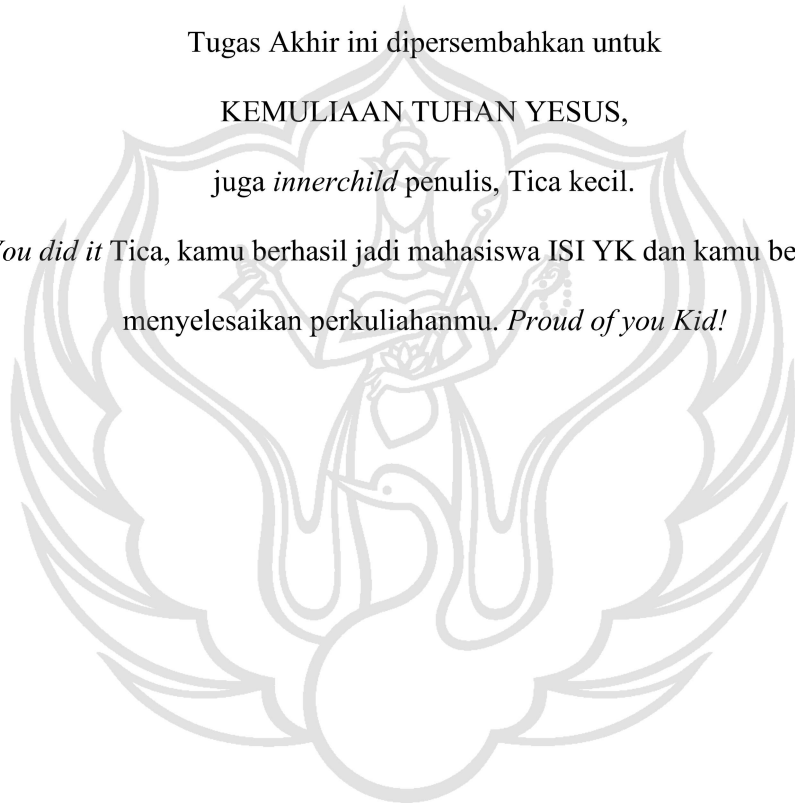 Tugas Akhir ini dipersembahkan untuk
KEMULIAAN TUHAN YESUS,
juga innerchild penulis, Tica kecil.
did it Tica, kamu berhasil jadi mahasiswa ISI YK dan kamu
menyelesaikan perkuliahanmu. Proud of you Kid!